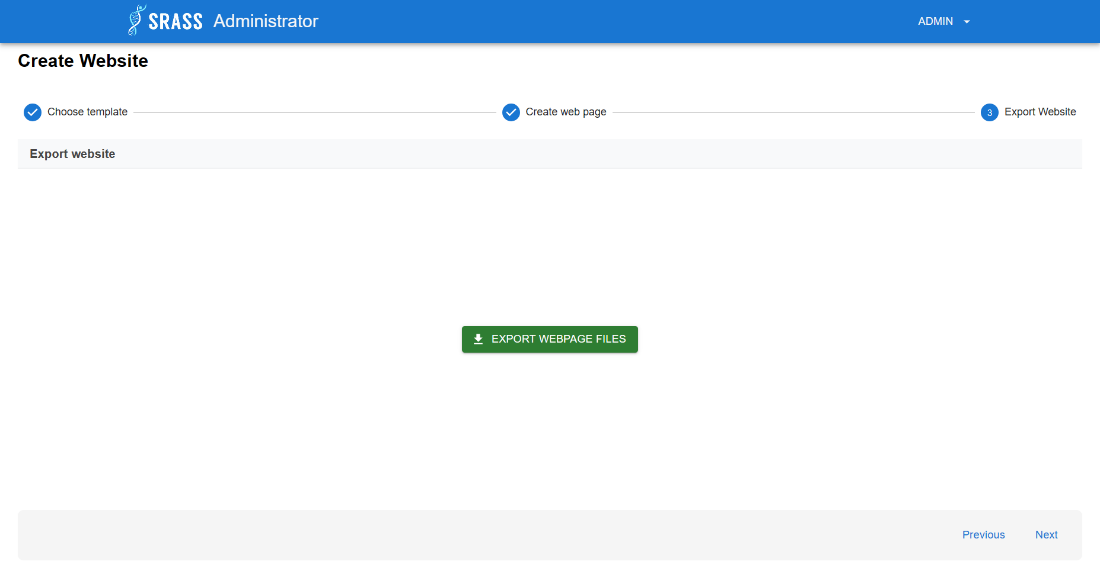 SRASS Administrator
ADMIN
Create Website
Choose template
Create web page
3 Export Website
Export website
EXPORT WEBPAGE FILES
Previous
Next